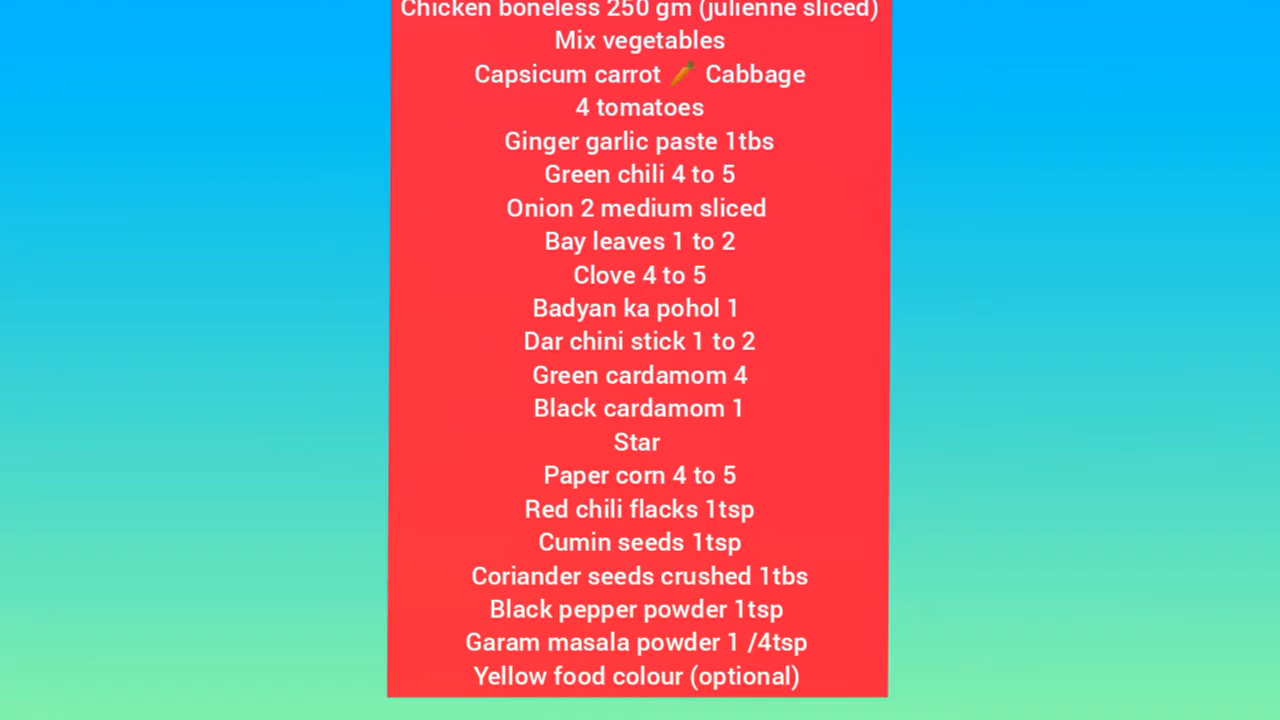 Chicken boneless 250 gm (julienne sliced)
Mix vegetables
Capsicum carrot 🥕 Cabbage
4 tomatoes
Ginger garlic paste 1tbs
Green chili 4 to 5
Onion 2 medium sliced
Bay leaves 1 to 2
Clove 4 to 5
Badyan ka pohol 1
Dar chini stick 1 to 2
Green cardamom 4
Black cardamom 1
Star
Paper corn 4 to 5
Red chili flacks 1tsp
Cumin seeds 1tsp
Coriander seeds crushed 1tbs
Black pepper powder 1tsp
Garam masala powder 1 /4tsp
Yellow food colour (optional)